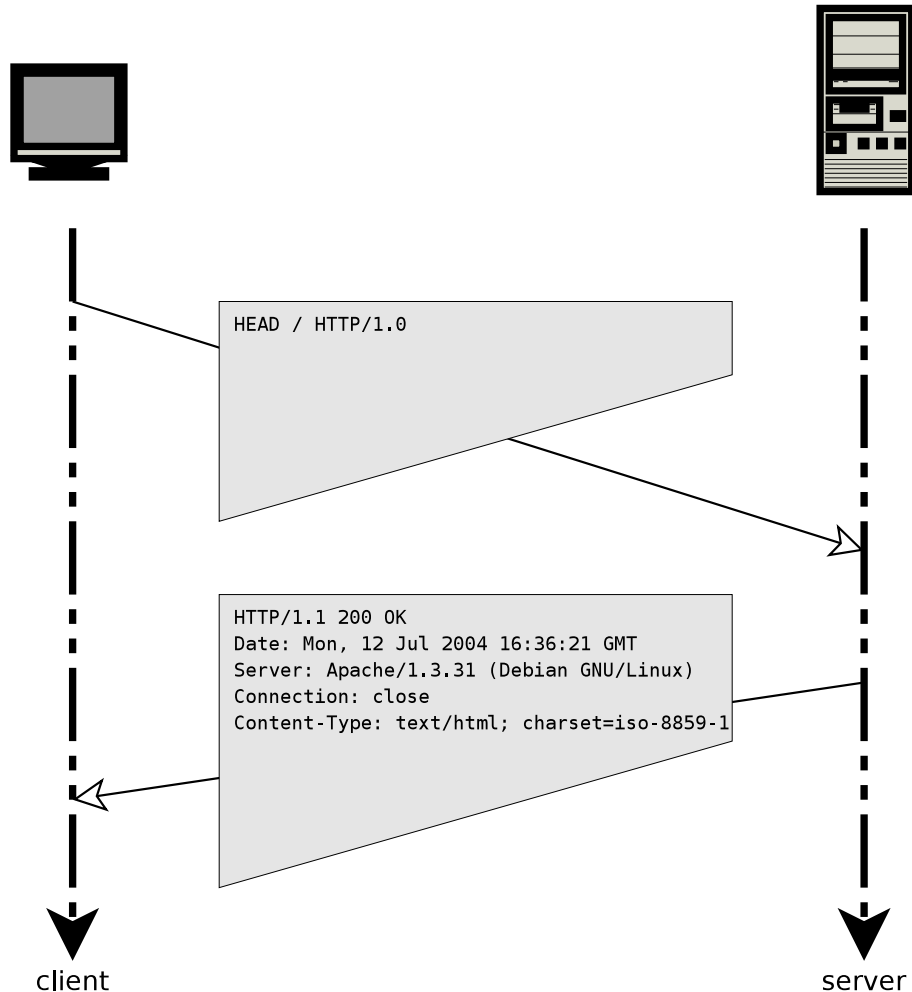 HEAD / HTTP/1.0
HTTP/1.1 200 OK
Date: Mon, 12 Jul 2004 16:36:21 GMT
Server: Apache/1.3.31 (Debian GNU/Linux)
Connection: close
Content-Type: text/html; charset=iso-8859-1
client
server